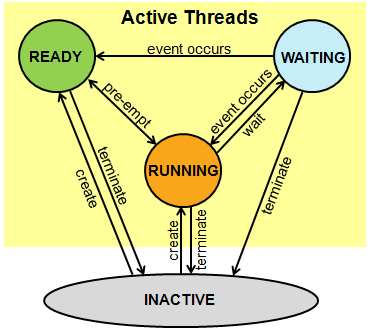 Active Threads
READY
event occurs
WAITING
pre-empt
event occurs
wait
RUNNING
create
terminate
create
terminate
terminate
INACTIVE